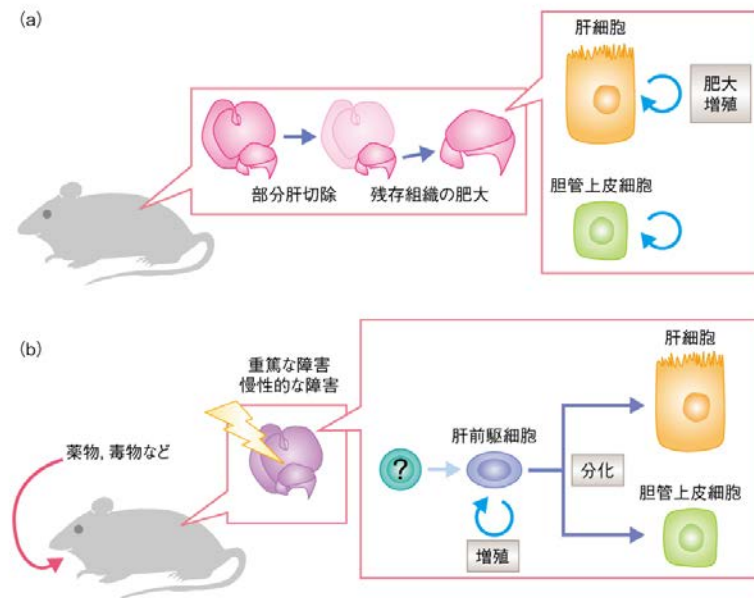 (a)
肝細胞
肥大
増殖
部分肝切除
残存組織の肥大
胆管上皮細胞
(b)
重篤な障害
慢性的な障害
薬物, 毒物など
肝細胞
肝前駆細胞
?
分化
増殖
胆管上皮細胞